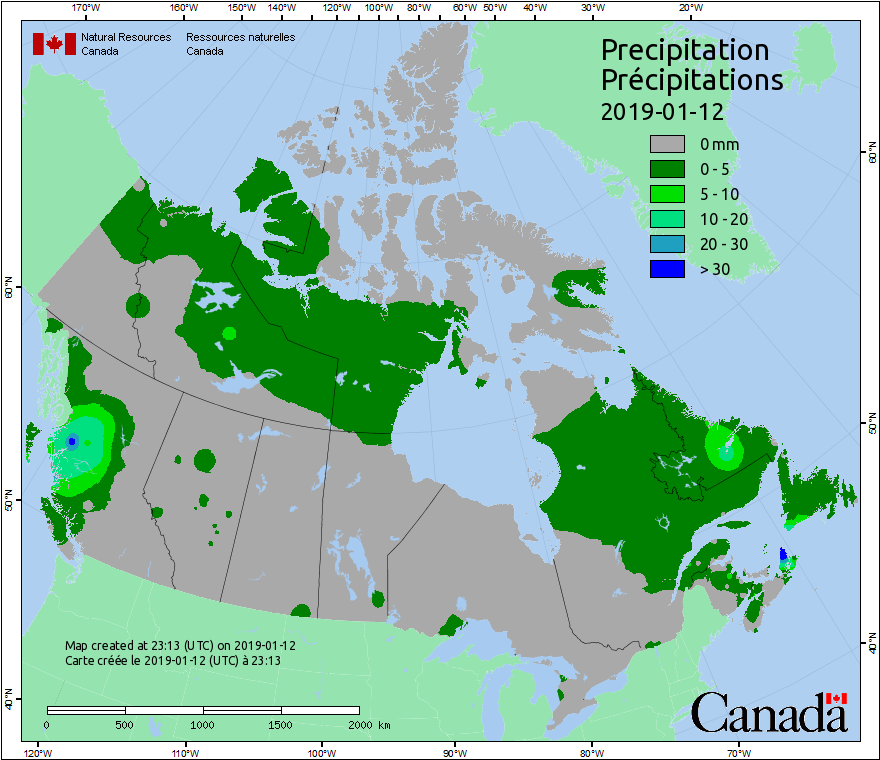 170°W 160°W 150°W 140°W 120°W 100°W 80°W 60°W 50°W 40°W 30°W 20°W
Natural Resources Ressources naturelles
Canada Canada
Precipitation
Précipitations
2019-01-12
0 mm
0 - 5
5 - 10
10 - 20
20 - 30
> 30
60°N
60°N
50°N
50°N
40°N
40°N
Map created at 23:13 (UTC) on 2019-01-12
Carte créée le 2019-01-12 (UTC) à 23:13
0 500 1000 1500 2000 km
Canada
120°W 110°W 100°W 90°W 80°W 70°W